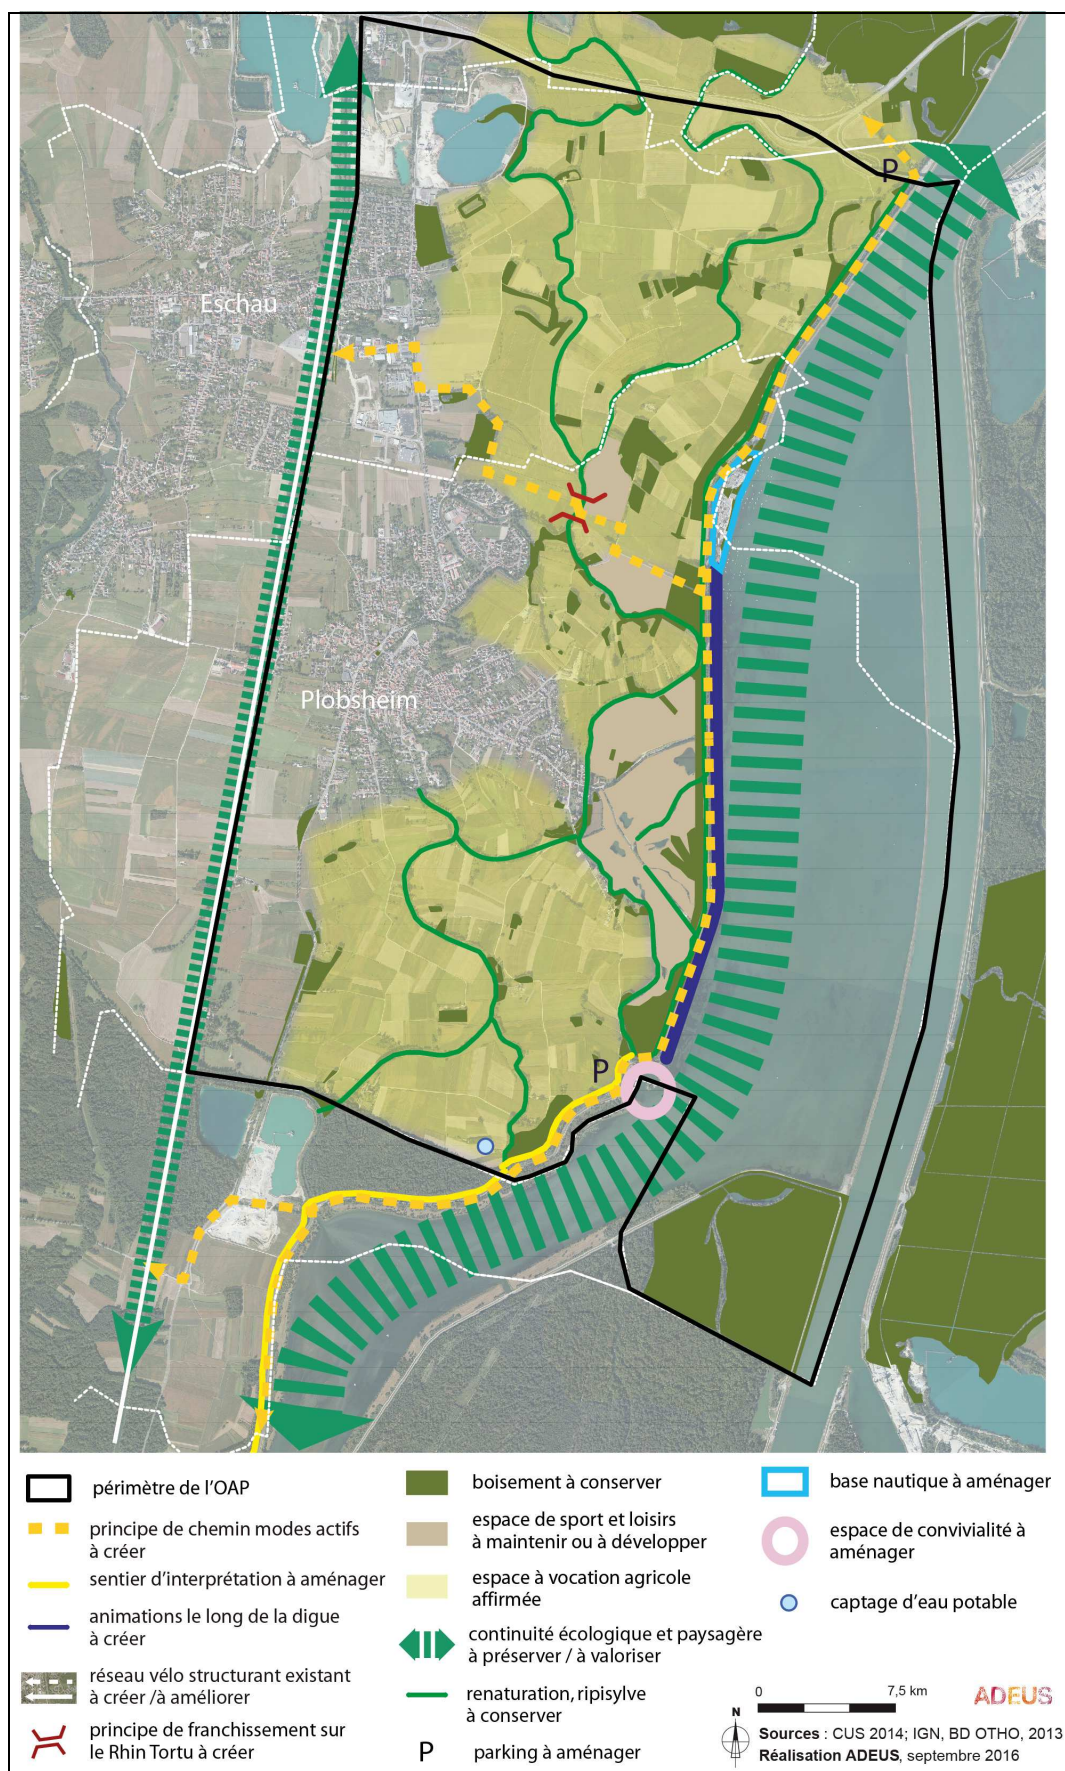 P
Eschau
Plobsheim
P
périmètre de l'OAP
principe de chemin modes actifs
à créer
sentier d'interprétation à aménager
animations le long de la digue
à créer
réseau vélo structurant existant
à créer /à améliorer
principe de franchissement sur
le Rhin Tortu à créer
boisement à conserver
espace de sport et loisirs
à maintenir ou à développer
espace à vocation agricole
affirmée
continuité écologique et paysagère
à préserver / à valoriser
renaturation, ripisylve
à conserver
P parking à aménager
base nautique à aménager
espace de convivialité à
aménager
captage d'eau potable
0 7,5 km
ADEUS
N
Sources : CUS 2014; IGN, BD OTHO, 2013
Réalisation ADEUS, septembre 2016